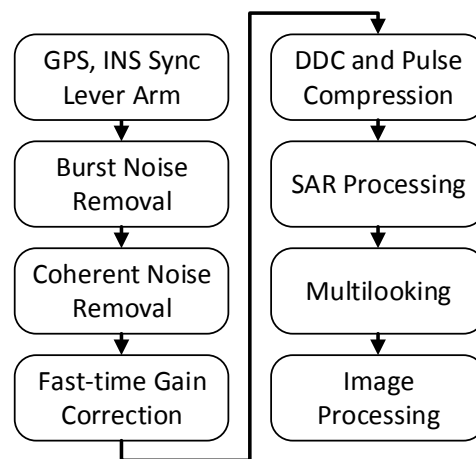 GPS, INS Sync
Lever Arm
Burst Noise
Removal
Coherent Noise
Removal
Fast-time Gain
Correction
DDC and Pulse
Compression
SAR Processing
Multilooking
Image
Processing